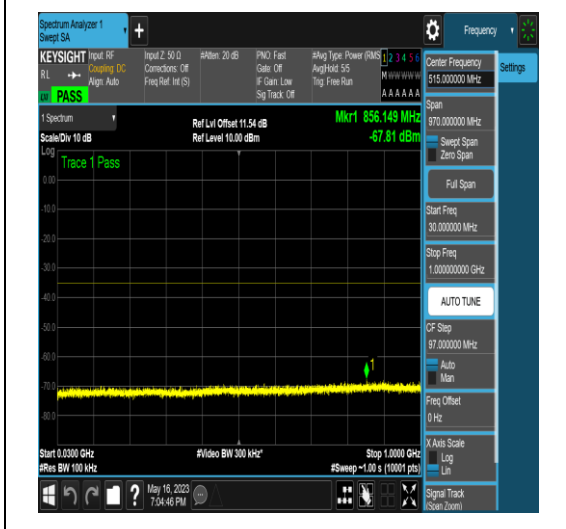 Spectrum Analyzer 1
Swept SA
+
Frequency
KEYSIGHT
RL
PASS
Input: RF
Coupling: DC
Align: Auto
Input Z: 50 Ω
Corrections: Off
Freq Ref: Int (S)
#Atten: 20 dB
PNO: Fast
Gate: Off
IF Gain: Low
Sig Track: Off
#Avg Type: Power (RMS
Avg|Hold: 5/5
Trig: Free Run
1 2 3 4 5 6
M W W W W W
A A A A A A
1 Spectrum
Scale/Div 10 dB
Ref Lvl Offset 11.54 dB
Ref Level 10.00 dBm
Mkr1 856.149 MHz
-67.81 dBm
Log
Trace 1 Pass
0.00
-10.0
-20.0
-30.0
-40.0
-50.0
-60.0
-70.0
-80.0
1
Start 0.0300 GHz
#Res BW 100 kHz
#Video BW 300 kHz*
Stop 1.0000 GHz
#Sweep ~1.00 s (10001 pts)
?
May 16, 2023
7:04:46 PM
Center Frequency
515.000000 MHz
Span
970.000000 MHz
Swept Span
Zero Span
Full Span
Start Freq
30.000000 MHz
Stop Freq
1.000000000 GHz
AUTO TUNE
CF Step
97.000000 MHz
Auto
Man
Freq Offset
0 Hz
X Axis Scale
Log
Lin
Signal Track
(Span Zoom)
Settings